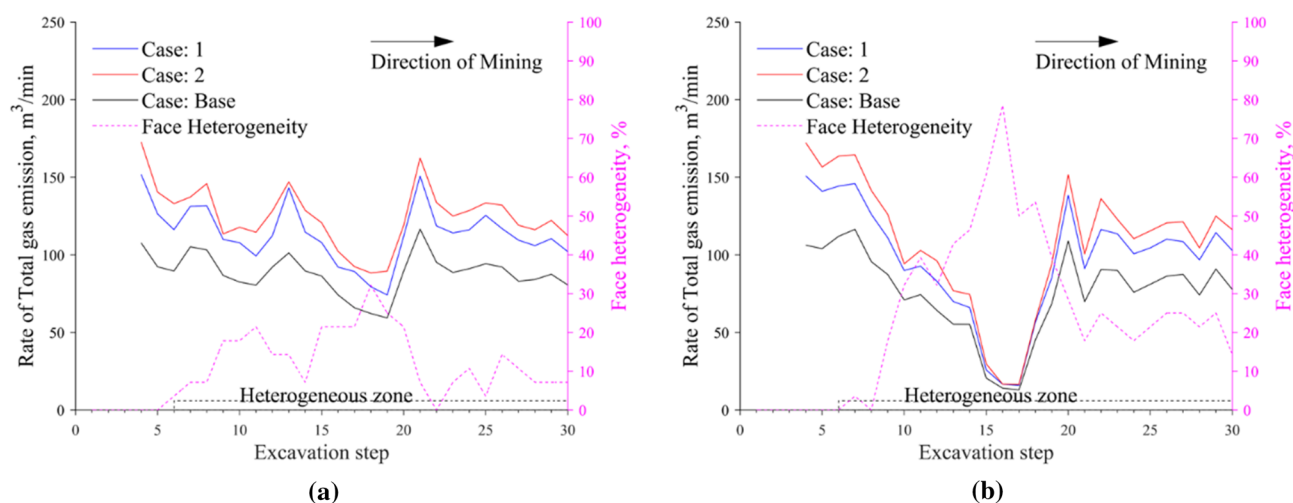 250
200
150
100
50
0
Rate of Total gas emission, m³/min
Case: 1
Case: 2
Case: Base
Face Heterogeneity
Direction of Mining
Heterogeneous zone
100
90
80
70
60
50
40
30
20
10
0
Face heterogeneity, %
0 5 10 15 20 25 30
Excavation step
(a)
250
200
150
100
50
0
Rate of Total gas emission, m³/min
Case: 1
Case: 2
Case: Base
Face Heterogeneity
Direction of Mining
Heterogeneous zone
100
90
80
70
60
50
40
30
20
10
0
Face heterogeneity, %
0 5 10 15 20 25 30
Excavation step
(b)